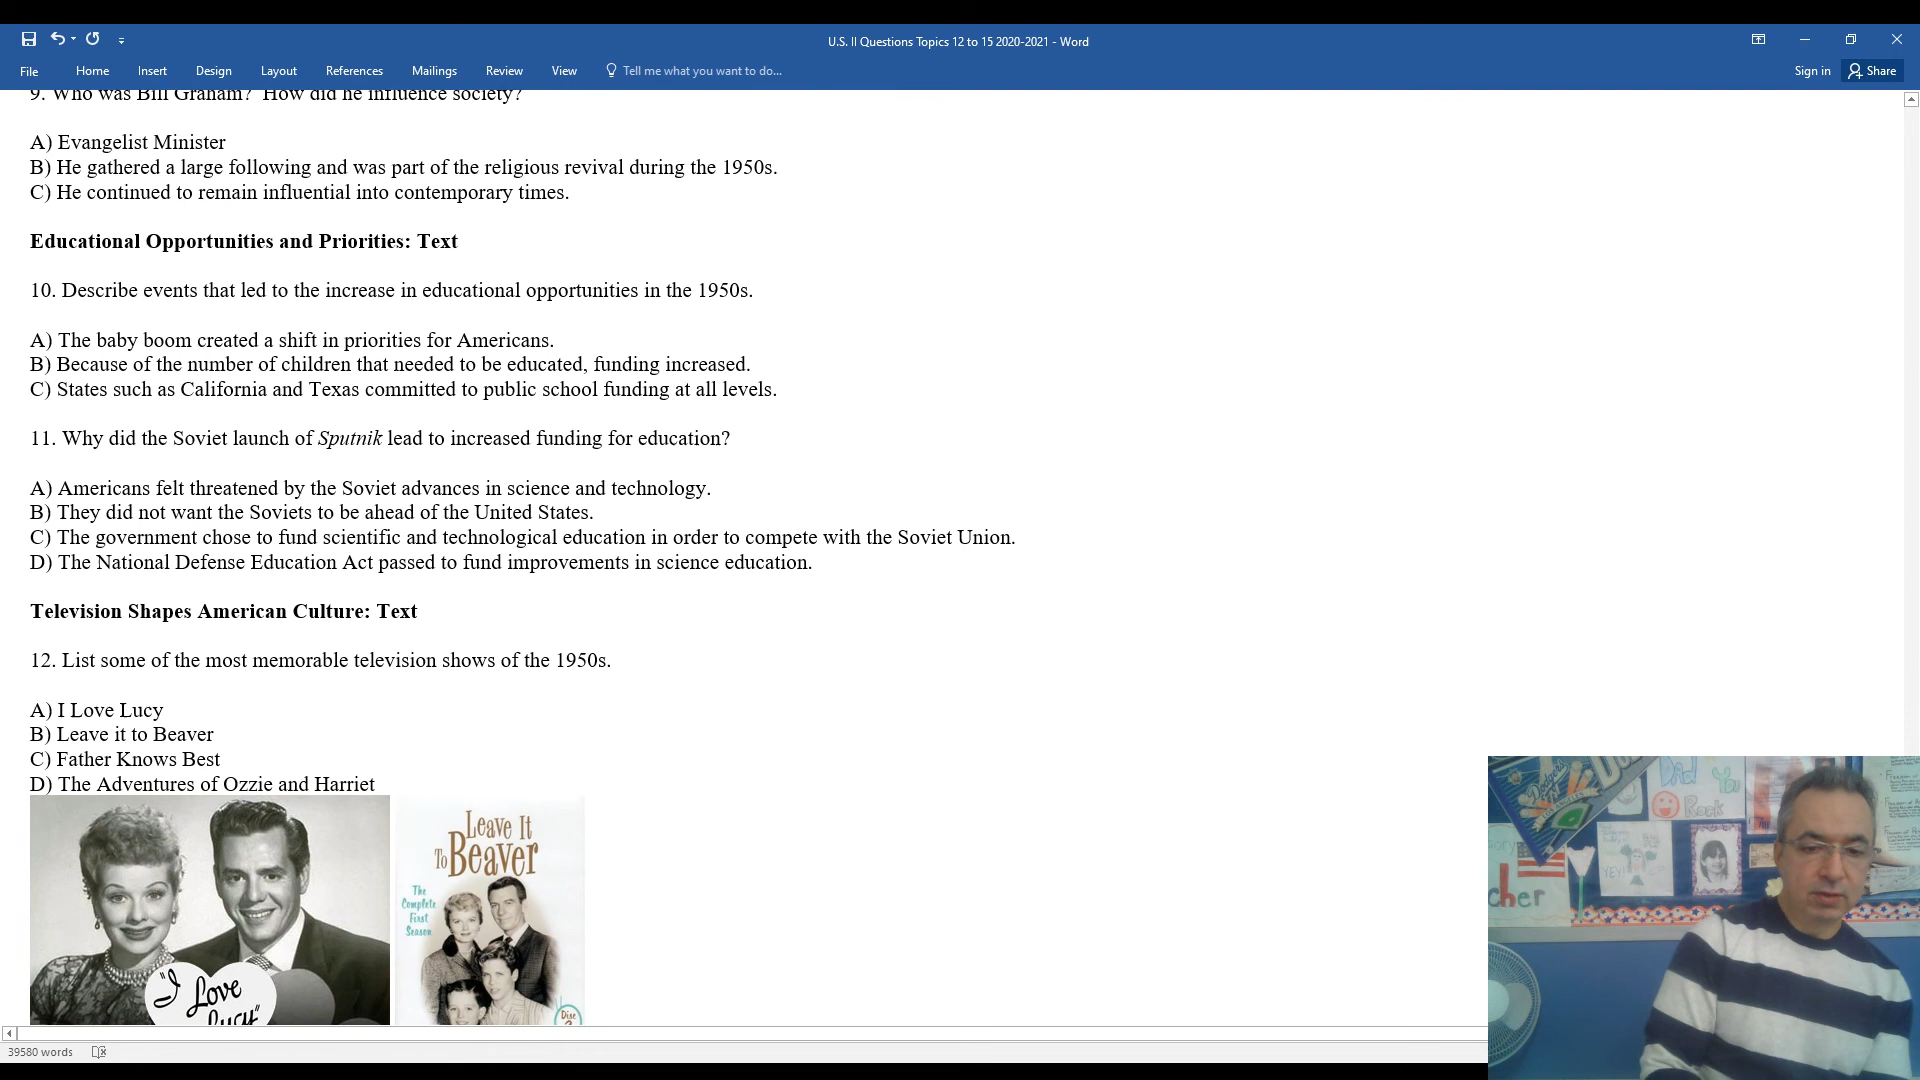 U.S. II Questions Topics 12 to 15 2020-2021 - Word
File Home Insert Design Layout References Mailings Review View Tell me what you want to do... Sign in Share
9. Who was Bill Graham? How did he influence society?
A) Evangelist Minister
B) He gathered a large following and was part of the religious revival during the 1950s.
C) He continued to remain influential into contemporary times.
Educational Opportunities and Priorities: Text
10. Describe events that led to the increase in educational opportunities in the 1950s.
A) The baby boom created a shift in priorities for Americans.
B) Because of the number of children that needed to be educated, funding increased.
C) States such as California and Texas committed to public school funding at all levels.
11. Why did the Soviet launch of Sputnik lead to increased funding for education?
A) Americans felt threatened by the Soviet advances in science and technology.
B) They did not want the Soviets to be ahead of the United States.
C) The government chose to fund scientific and technological education in order to compete with the Soviet Union.
D) The National Defense Education Act passed to fund improvements in science education.
Television Shapes American Culture: Text
12. List some of the most memorable television shows of the 1950s.
A) I Love Lucy
B) Leave it to Beaver
C) Father Knows Best
D) The Adventures of Ozzie and Harriet
"I
Love
Lucy"
Leave It
To Beaver
The
Complete
First
Season
Disc
Dodgers
DAD
YOU
Rock
YEY!
cher
39580 words